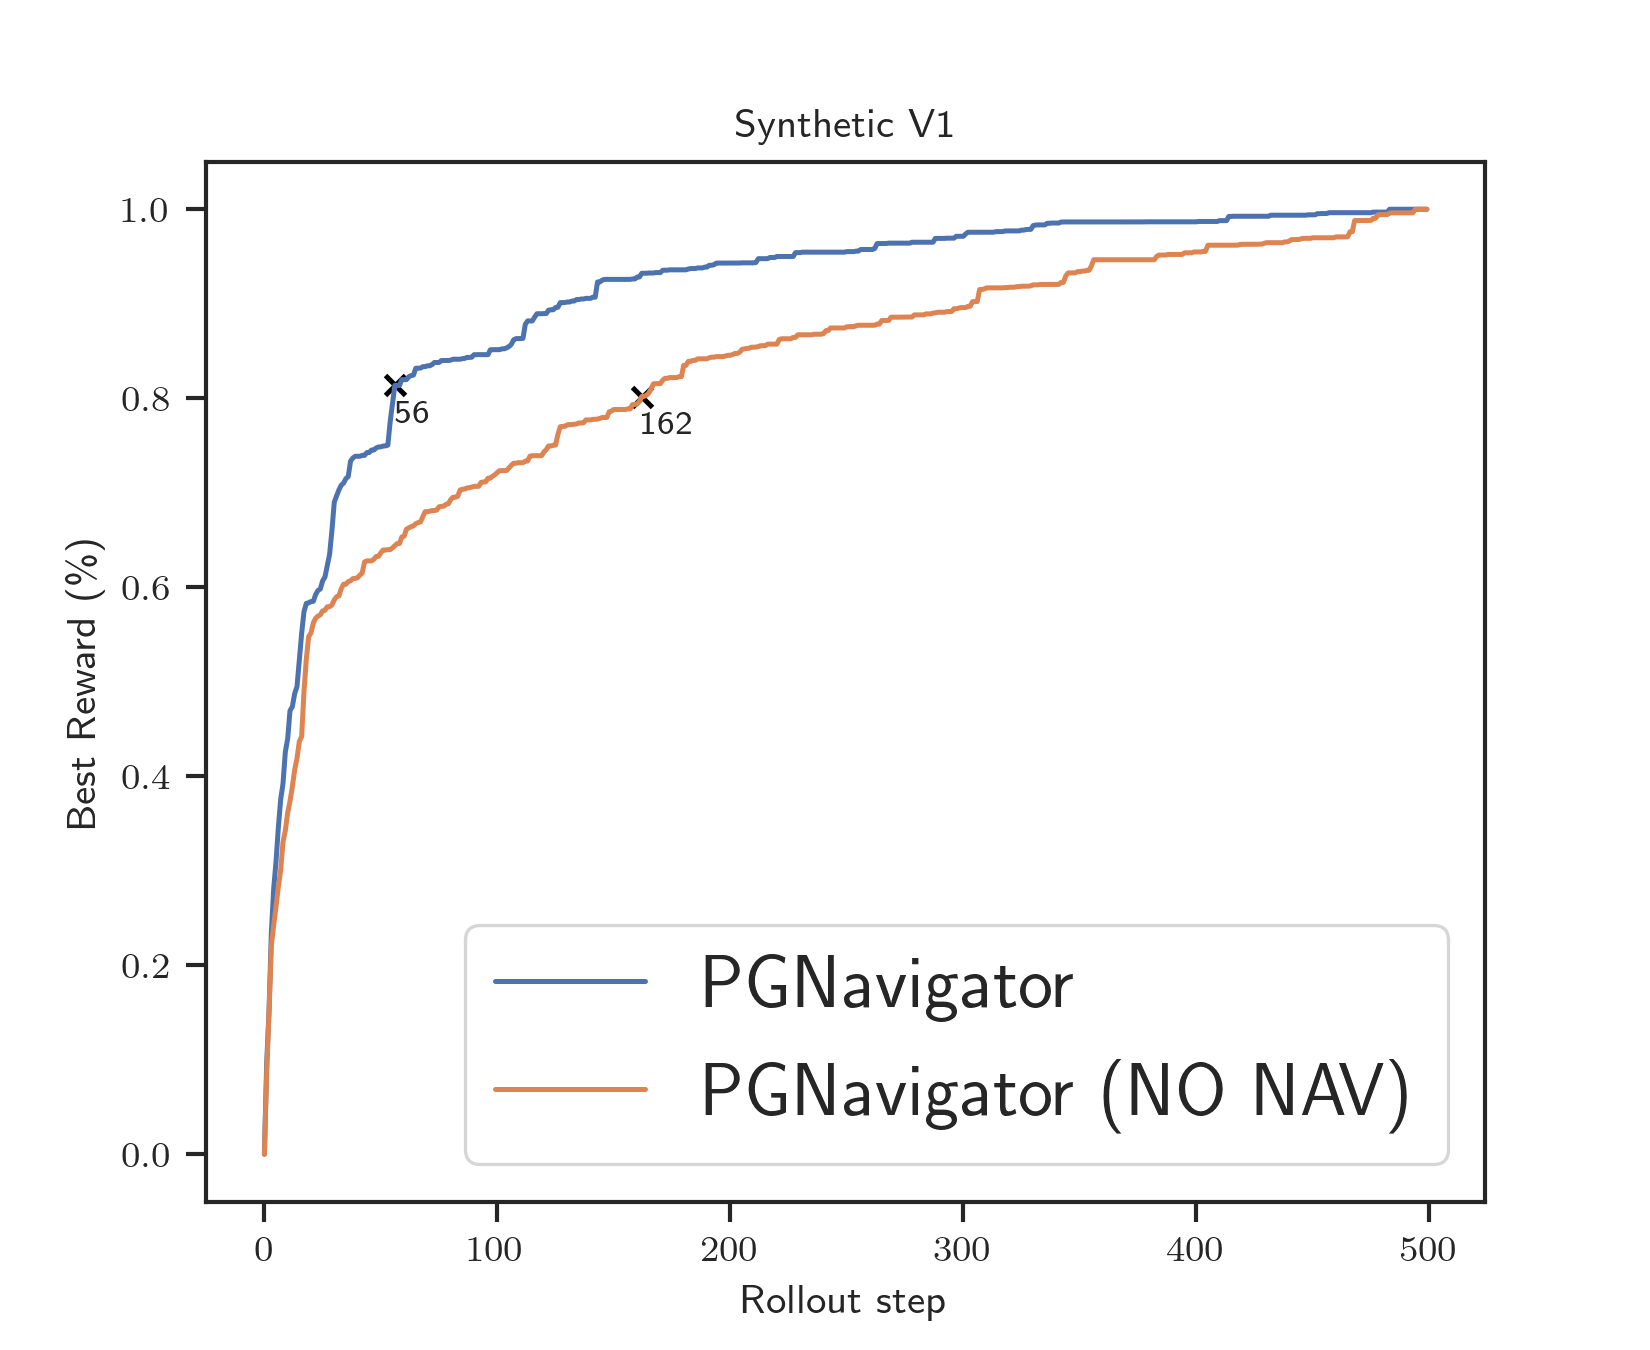 Synthetic V1
1.0
0.8
0.6
0.4
0.2
0.0
Best Reward (%)
56
162
PGNavigator
PGNavigator (NO NAV)
0 100 200 300 400 500
Rollout step